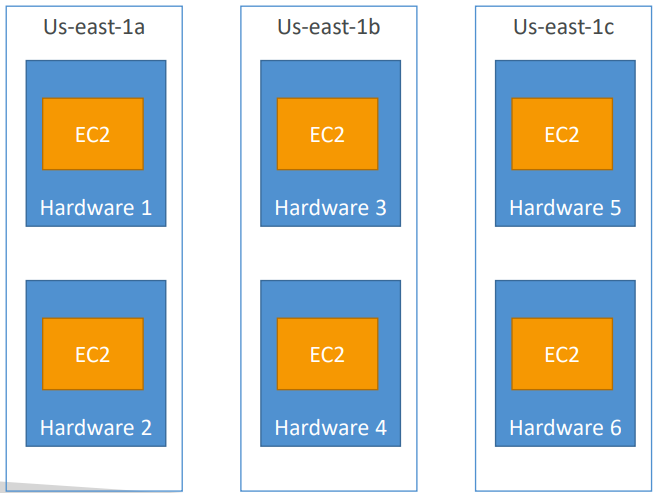 Us-east-1a
EC2
Hardware 1
EC2
Hardware 2
Us-east-1b
EC2
Hardware 3
EC2
Hardware 4
Us-east-1c
EC2
Hardware 5
EC2
Hardware 6